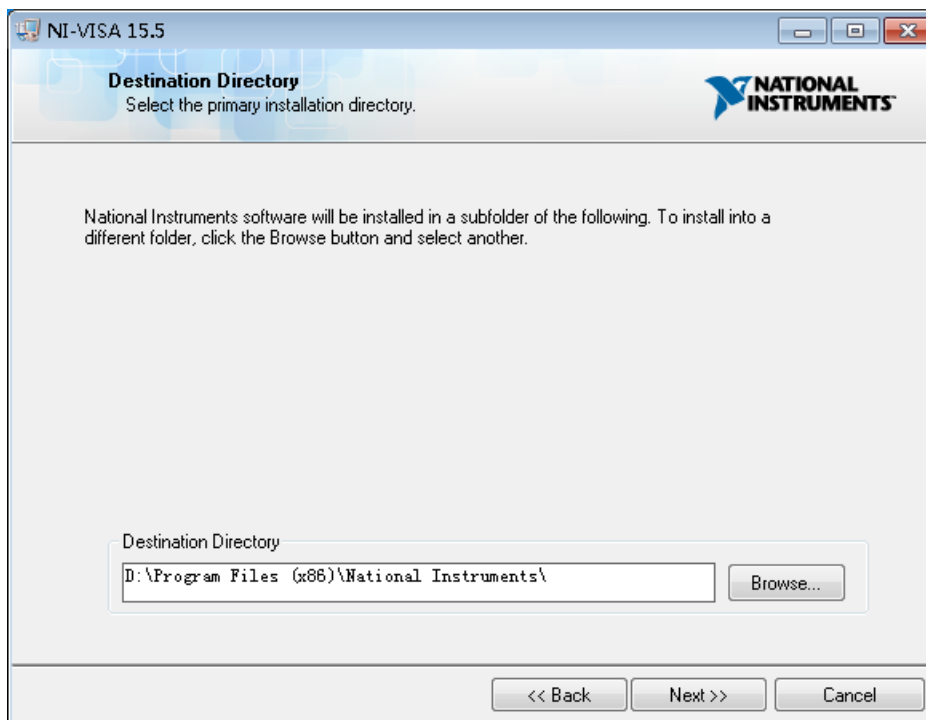 NI-VISA 15.5
Destination Directory
Select the primary installation directory.
NATIONAL
INSTRUMENTS
National Instruments software will be installed in a subfolder of the following. To install into a
different folder, click the Browse button and select another.
Destination Directory
D:\Program Files (x86)\National Instruments\
Browse...
<< Back
Next >>
Cancel